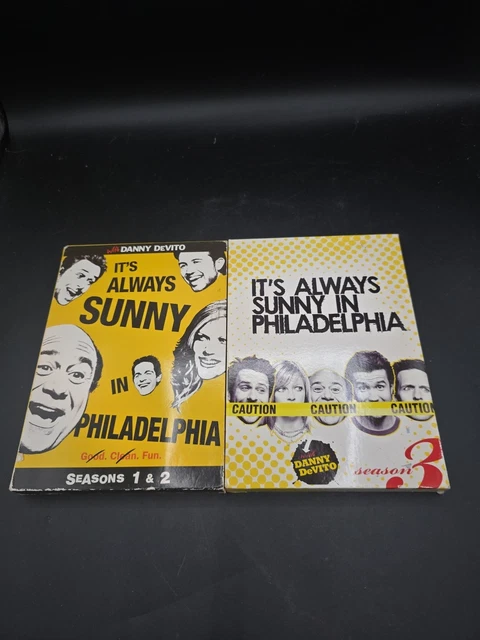 DANNY DEVITO
IT'S
ALWAYS
SUNNY
IN
PHILADELPHIA
Good. Clean. Fun.
SEASONS 1 & 2
IT'S ALWAYS
SUNNY IN
PHILADELPHIA
CAUTION CAUTION CAUTION
DANNY
DeVITO
season 3